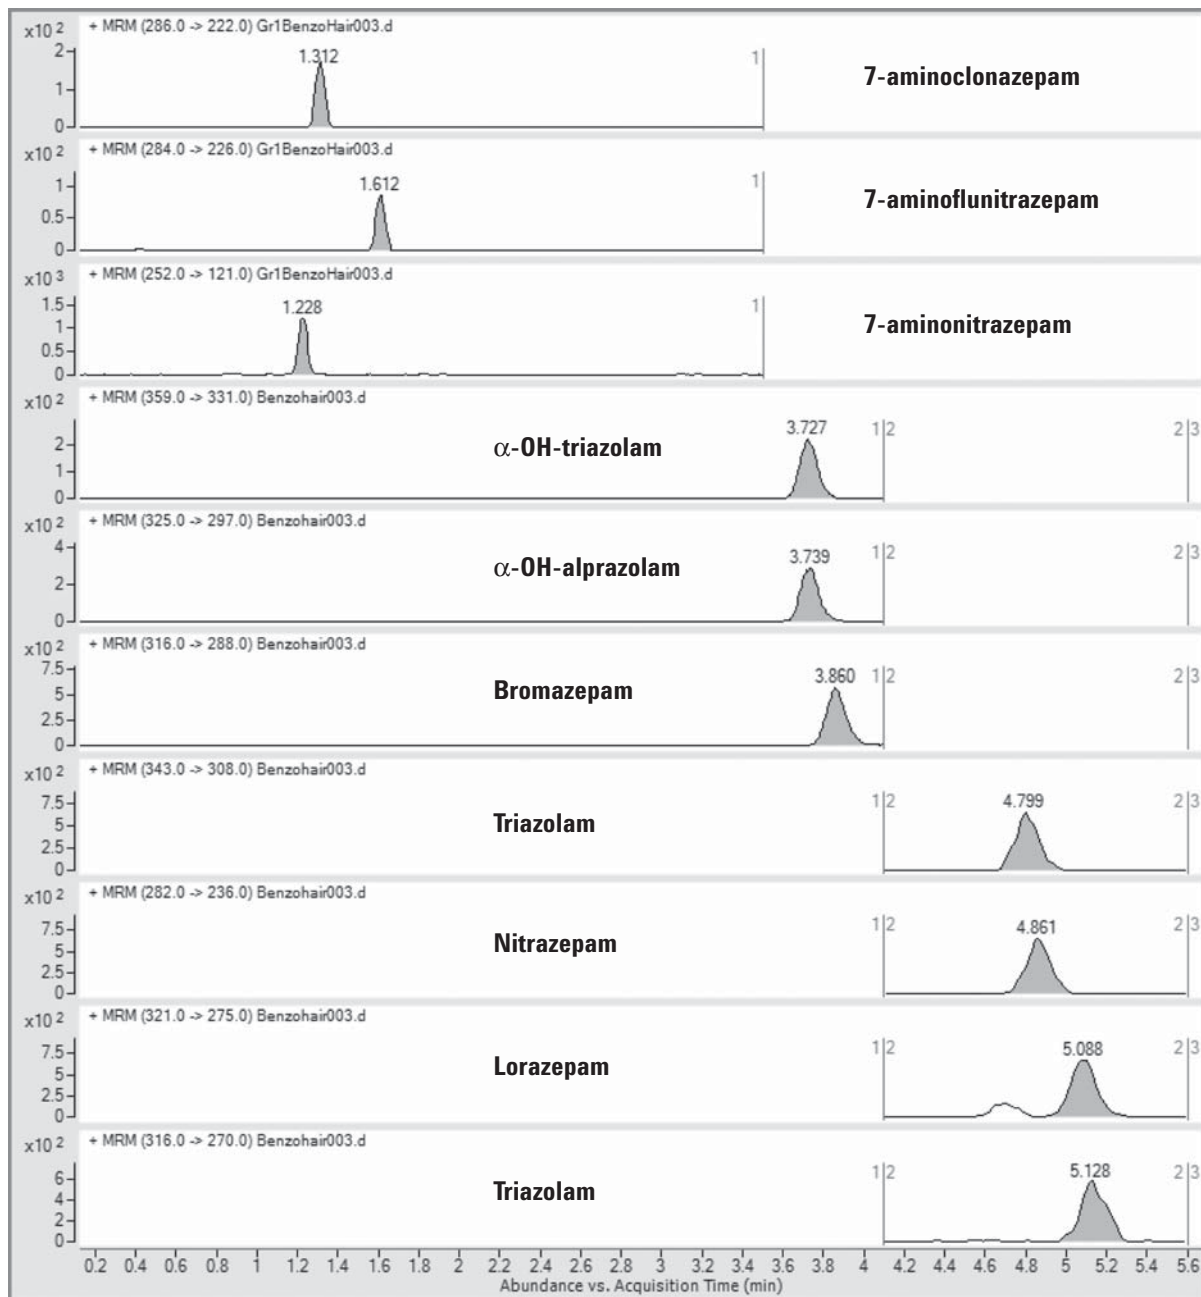 x10 2 + MRM (286.0 -> 222.0) Gr1BenzoHair003.d
2
1
0
1.312
1
7-aminoclonazepam
x10 2 + MRM (284.0 -> 226.0) Gr1BenzoHair003.d
1
0.5
0
1.612
1
7-aminoflunitrazepam
x10 3 + MRM (252.0 -> 121.0) Gr1BenzoHair003.d
1.5
1
0.5
0
1.228
1
7-aminonitrazepam
x10 2 + MRM (359.0 -> 331.0) Benzohair003.d
2
1
0
α-OH-triazolam
3.727
1|2
2|3
x10 2 + MRM (325.0 -> 297.0) Benzohair003.d
4
2
0
α-OH-alprazolam
3.739
1|2
2|3
x10 2 + MRM (316.0 -> 288.0) Benzohair003.d
7.5
5
2.5
0
Bromazepam
3.860
1|2
2|3
x10 2 + MRM (343.0 -> 308.0) Benzohair003.d
7.5
5
2.5
0
Triazolam
1|2
4.799
2|3
x10 2 + MRM (282.0 -> 236.0) Benzohair003.d
7.5
5
2.5
0
Nitrazepam
1|2
4.861
2|3
x10 2 + MRM (321.0 -> 275.0) Benzohair003.d
7.5
5
2.5
0
Lorazepam
1|2
5.088
2|3
x10 2 + MRM (316.0 -> 270.0) Benzohair003.d
6
4
2
0
Triazolam
1|2
5.128
2|3
0.2 0.4 0.6 0.8 1 1.2 1.4 1.6 1.8 2 2.2 2.4 2.6 2.8 3 3.2 3.4 3.6 3.8 4 4.2 4.4 4.6 4.8 5 5.2 5.4 5.6
Abundance vs. Acquisition Time (min)